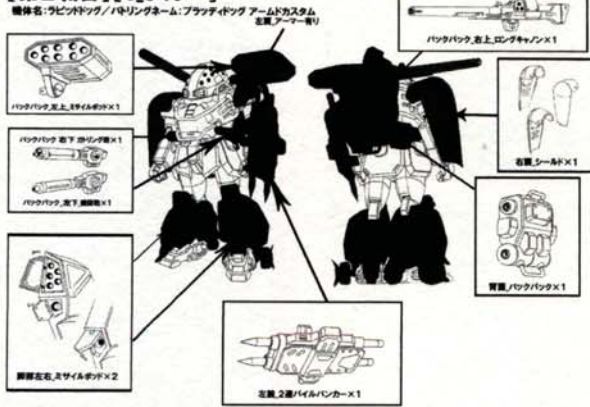 機体名：ラビットドッグ／バトリングネーム：ブラッディドッグ アームドカスタム
左腕_アーマー有り
バックパック_右上_ロングキャノン×1
バックパック_左上_ミサイルポッド×1
バックパック_右下_ガトリング砲×1
バックパック_左下_機関砲×1
右腕_シールド×1
背面_バックパック×1
脚部左右_ミサイルポッド×2
左腕_2連パイルバンカー×1